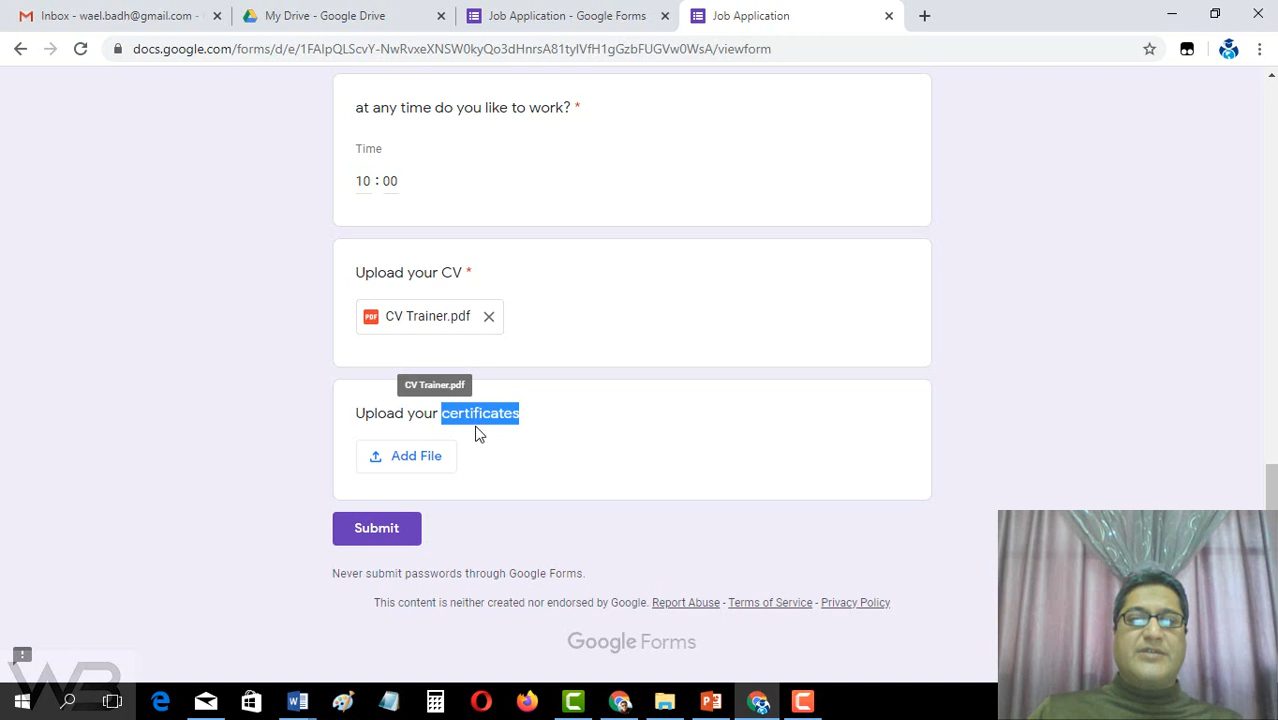 Inbox - wael.badh@gmail.com -
My Drive - Google Drive
Job Application - Google Forms
Job Application
docs.google.com/forms/d/e/1FAIpQLScvY-NwRvxeXNSW0kyQo3dHsrsA81tyIVfH1gGzbFUGVw0WsA/viewform
at any time do you like to work? *
Time
10 : 00
Upload your CV *
PDF CV Trainer.pdf
CV Trainer.pdf
Upload your certificates
Add File
Submit
Never submit passwords through Google Forms.
This content is neither created nor endorsed by Google. Report Abuse - Terms of Service - Privacy Policy
Google Forms
WB